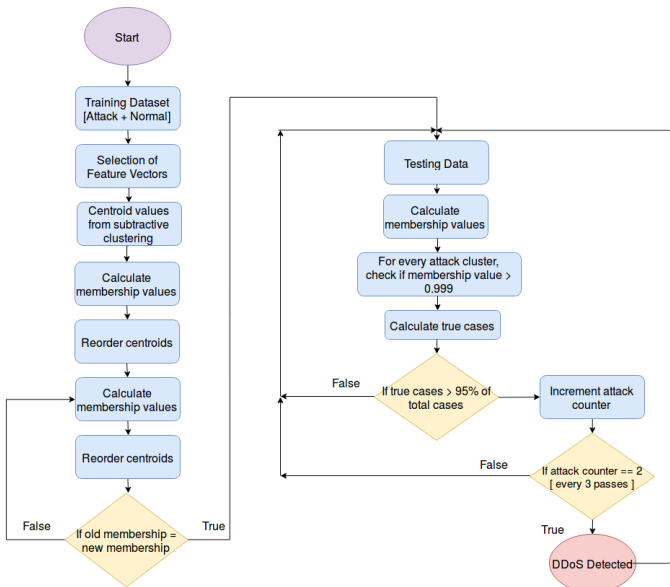 Start
Training Dataset
[Attack + Normal]
Selection of
Feature Vectors
Centroid values
from subtractive
clustering
Calculate
membership values
Reorder centroids
Calculate
membership values
Reorder centroids
If old membership =
new membership
False
True
Testing Data
Calculate
membership values
For every attack cluster,
check if membership value >
0.999
Calculate true cases
If true cases > 95% of
total cases
False
Increment attack
counter
If attack counter == 2
[ every 3 passes ]
False
True
DDoS Detected